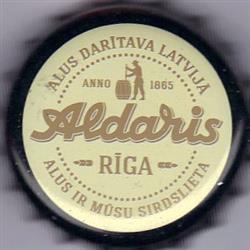 ALUS DARĪTAVA LATVIJĀ
ANNO 1865
Aldaris
RĪGA
ALUS IR MŪSU SIRDSLIETA